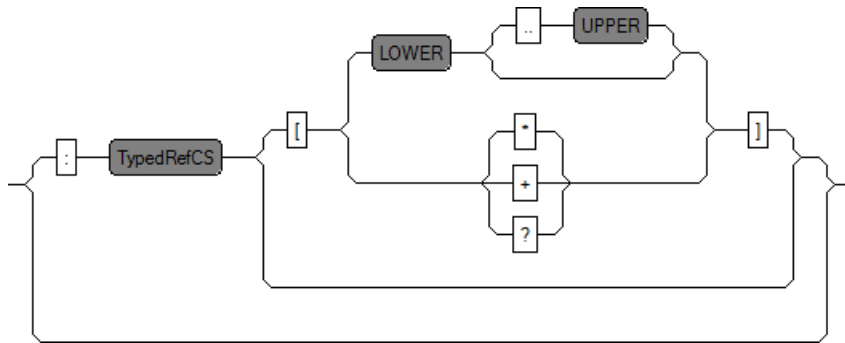 .. UPPER
LOWER
[ * ]
: TypedRefCS
+
?